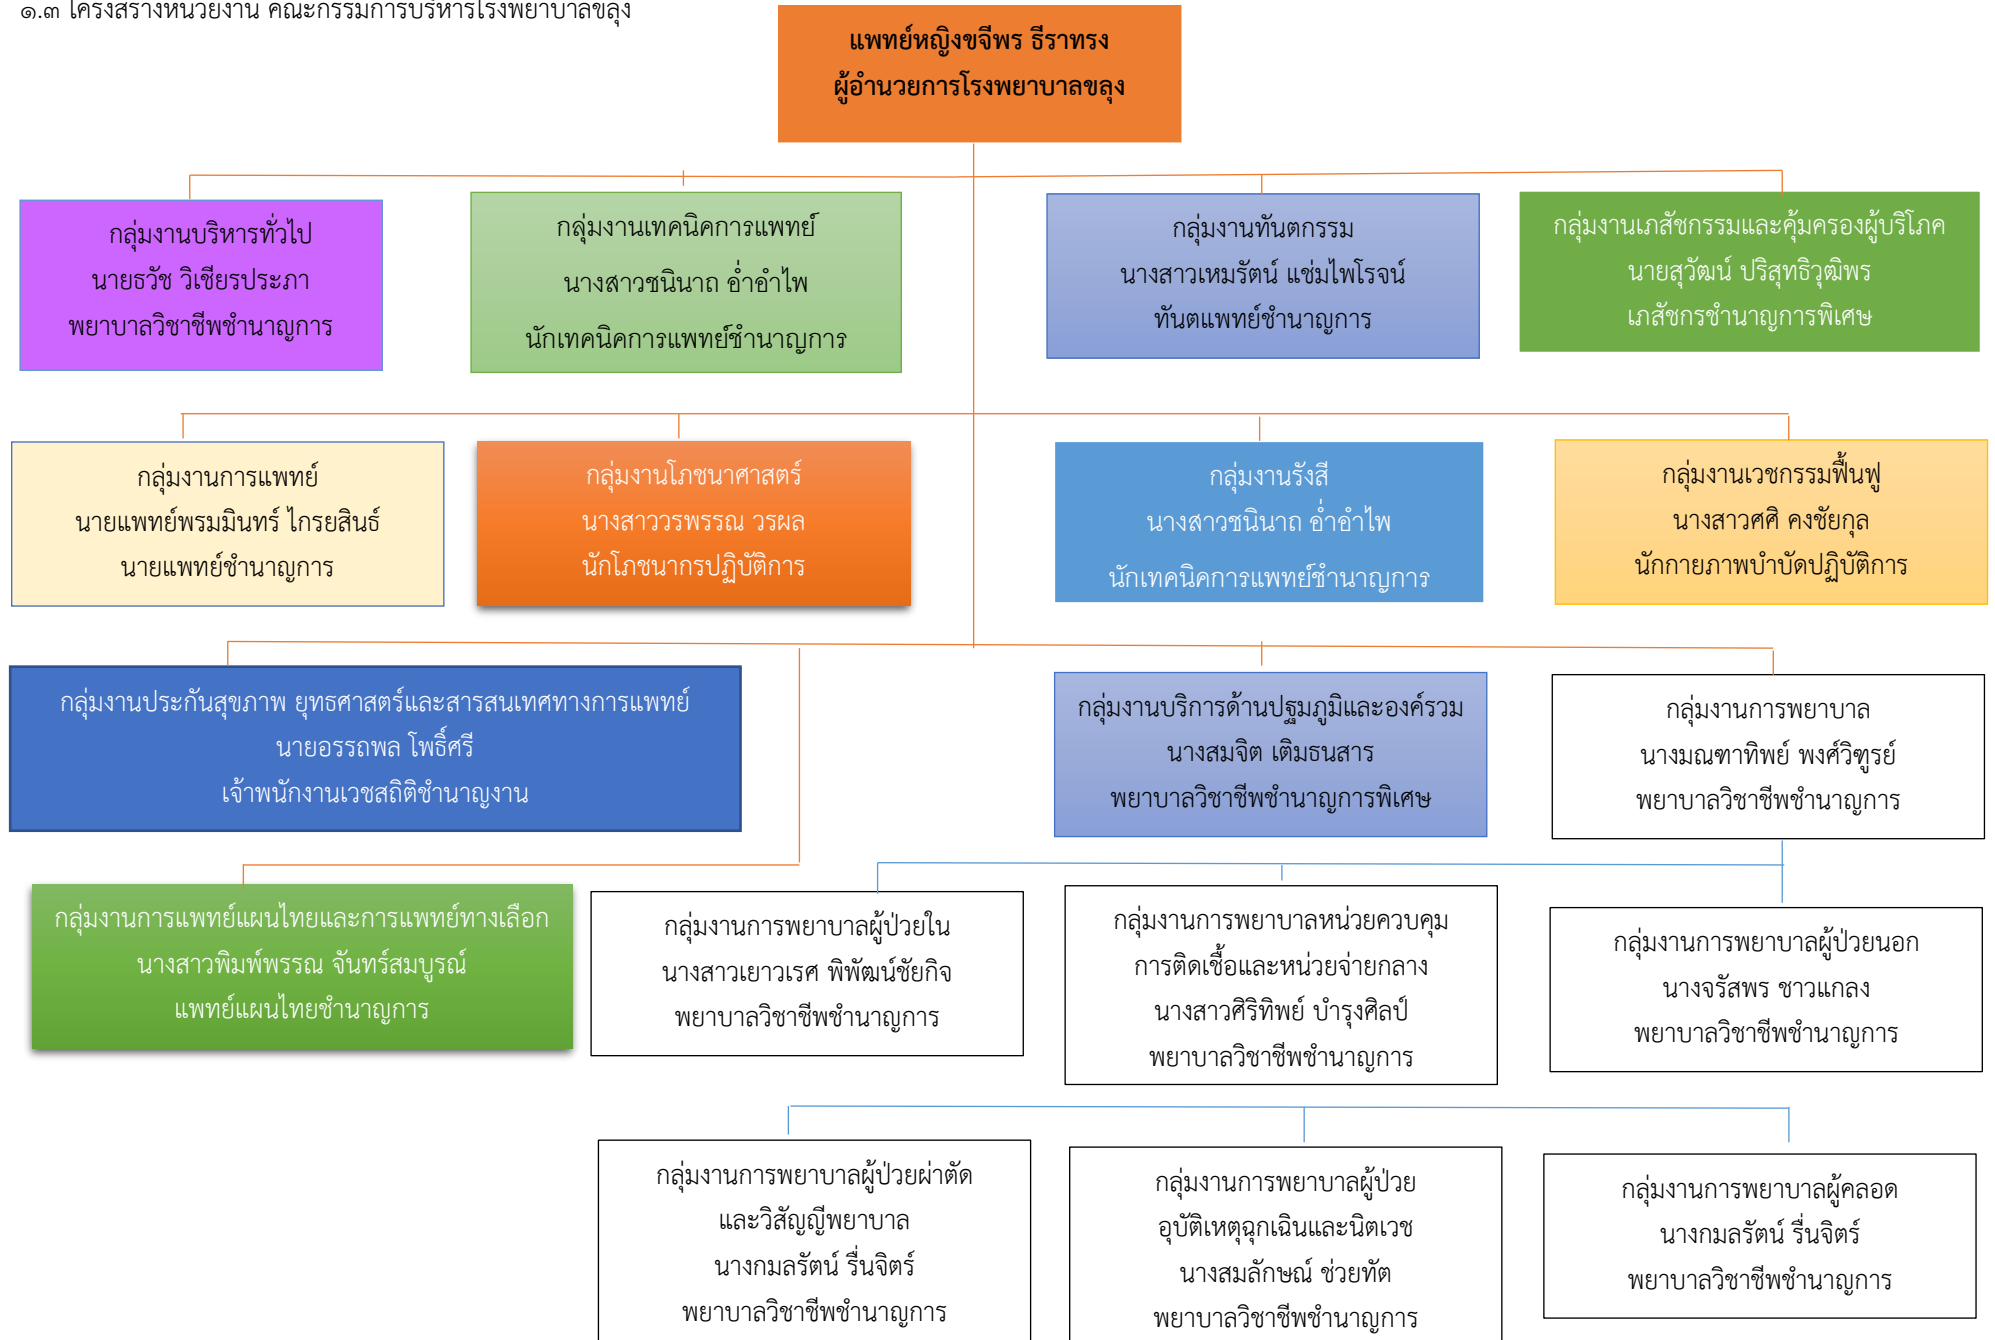 ๑.๓ โครงสร้างหน่วยงาน คณะกรรมการบริหารโรงพยาบาลขลุง
แพทย์หญิงขจีพร ธีราทรง
ผู้อำนวยการโรงพยาบาลขลุง
กลุ่มงานบริหารทั่วไป
นายธวัช วิเชียรประภา
พยาบาลวิชาชีพชำนาญการ
กลุ่มงานเทคนิคการแพทย์
นางสาวชนินาถ อ่ำอำไพ
นักเทคนิคการแพทย์ชำนาญการ
กลุ่มงานทันตกรรม
นางสาวเหมรัตน์ แช่มไพโรจน์
ทันตแพทย์ชำนาญการ
กลุ่มงานเภสัชกรรมและคุ้มครองผู้บริโภค
นายสุวัฒน์ ปริสุทธิวุฒิพร
เภสัชกรชำนาญการพิเศษ
กลุ่มงานการแพทย์
นายแพทย์พรมมินทร์ ไกรยสินธ์
นายแพทย์ชำนาญการ
กลุ่มงานโภชนาศาสตร์
นางสาววรพรรณ วรผล
นักโภชนากรปฏิบัติการ
กลุ่มงานรังสี
นางสาวชนินาถ อ่ำอำไพ
นักเทคนิคการแพทย์ชำนาญการ
กลุ่มงานเวชกรรมฟื้นฟู
นางสาวศศิ คงชัยกุล
นักกายภาพบำบัดปฏิบัติการ
กลุ่มงานประกันสุขภาพ ยุทธศาสตร์และสารสนเทศทางการแพทย์
นายอรรถพล โพธิ์ศรี
เจ้าพนักงานเวชสถิติชำนาญงาน
กลุ่มงานบริการด้านปฐมภูมิและองค์รวม
นางสมจิต เติมธนสาร
พยาบาลวิชาชีพชำนาญการพิเศษ
กลุ่มงานการพยาบาล
นางมณฑาทิพย์ พงศ์วิฑูรย์
พยาบาลวิชาชีพชำนาญการ
กลุ่มงานการแพทย์แผนไทยและการแพทย์ทางเลือก
นางสาวพิมพ์พรรณ จันทร์สมบูรณ์
แพทย์แผนไทยชำนาญการ
กลุ่มงานการพยาบาลผู้ป่วยใน
นางสาวเยาวเรศ พิพัฒน์ชัยกิจ
พยาบาลวิชาชีพชำนาญการ
กลุ่มงานการพยาบาลหน่วยควบคุม
การติดเชื้อและหน่วยจ่ายกลาง
นางสาวศิริทิพย์ บำรุงศิลป์
พยาบาลวิชาชีพชำนาญการ
กลุ่มงานการพยาบาลผู้ป่วยนอก
นางจรัสพร ชาวแกลง
พยาบาลวิชาชีพชำนาญการ
กลุ่มงานการพยาบาลผู้ป่วยผ่าตัด
และวิสัญญีพยาบาล
นางกมลรัตน์ รื่นจิตร์
พยาบาลวิชาชีพชำนาญการ
กลุ่มงานการพยาบาลผู้ป่วย
อุบัติเหตุฉุกเฉินและนิตเวช
นางสมลักษณ์ ช่วยทัต
พยาบาลวิชาชีพชำนาญการ
กลุ่มงานการพยาบาลผู้คลอด
นางกมลรัตน์ รื่นจิตร์
พยาบาลวิชาชีพชำนาญการ